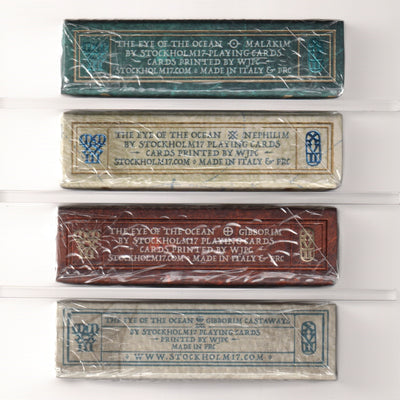 THE EYE OF THE OCEAN MALAKIM
BY STOCKHOLM17 PLAYING CARDS
CARDS PRINTED BY WJPC
STOCKHOLM17.COM MADE IN ITALY & PRC
THE EYE OF THE OCEAN NEPHILIM
BY STOCKHOLM17 PLAYING CARDS
CARDS PRINTED BY WJPC
STOCKHOLM17.COM MADE IN ITALY & PRC
THE EYE OF THE OCEAN GIBBORIM
BY STOCKHOLM17 PLAYING CARDS
CARDS PRINTED BY WJPC
STOCKHOLM17.COM MADE IN ITALY & PRC
THE EYE OF THE OCEAN GIBBORIM CASTAWAYS
BY STOCKHOLM17 PLAYING CARDS
PRINTED BY WJPC
MADE IN PRC
WWW.STOCKHOLM17.COM